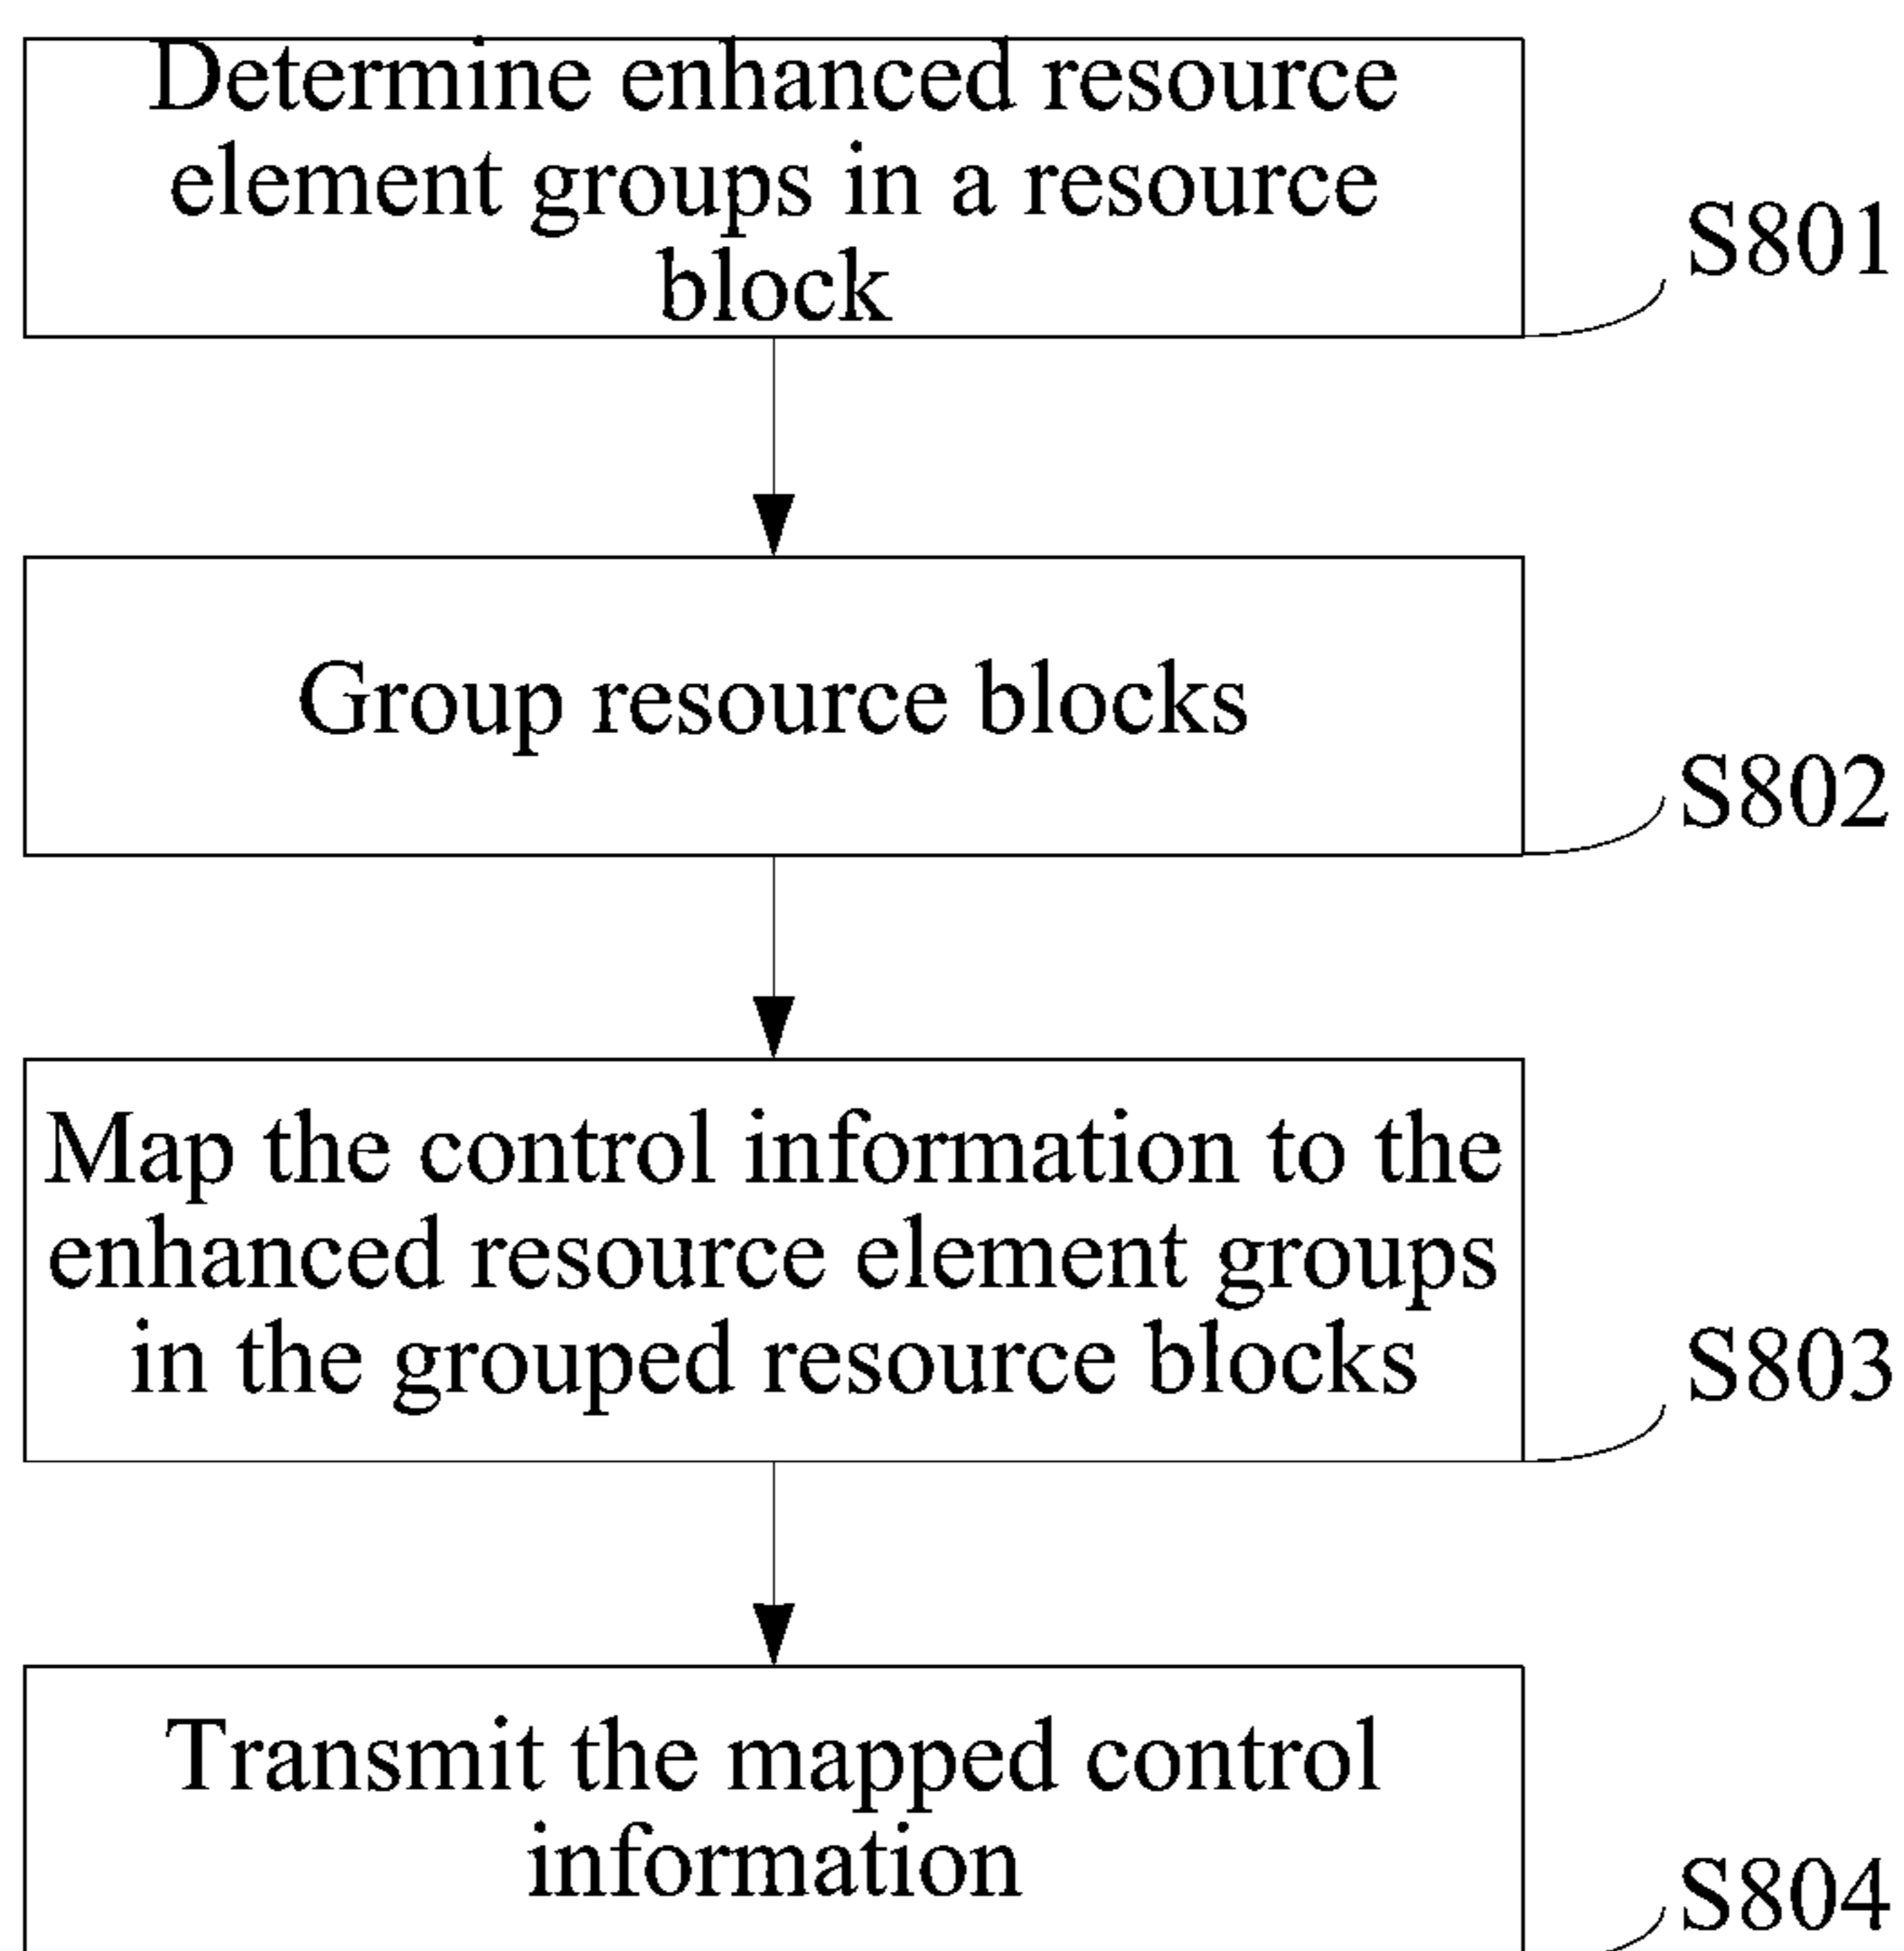 Determine enhanced resource
element groups in a resource
block
S801
Group resource blocks
S802
Map the control information to the
enhanced resource element groups
in the grouped resource blocks
S803
Transmit the mapped control
information
S804